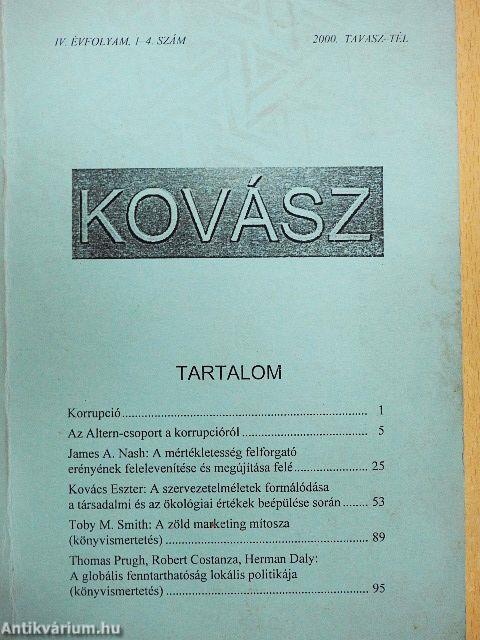 IV. ÉVFOLYAM. 1–4. SZÁM 2000. TAVASZ–TÉL
KOVÁSZ
TARTALOM
Korrupció 1
Az Altern-csoport a korrupcióról 5
James A. Nash: A mértékletesség felforgató
erényének felelevenítése és megújítása felé 25
Kovács Eszter: A szervezetelméletek formálódása
a társadalmi és az ökológiai értékek beépülése során 53
Toby M. Smith: A zöld marketing mítosza
(könyvismertetés) 89
Thomas Prugh, Robert Costanza, Herman Daly:
A globális fenntarthatóság lokális politikája
(könyvismertetés) 95
Antikvárium.hu